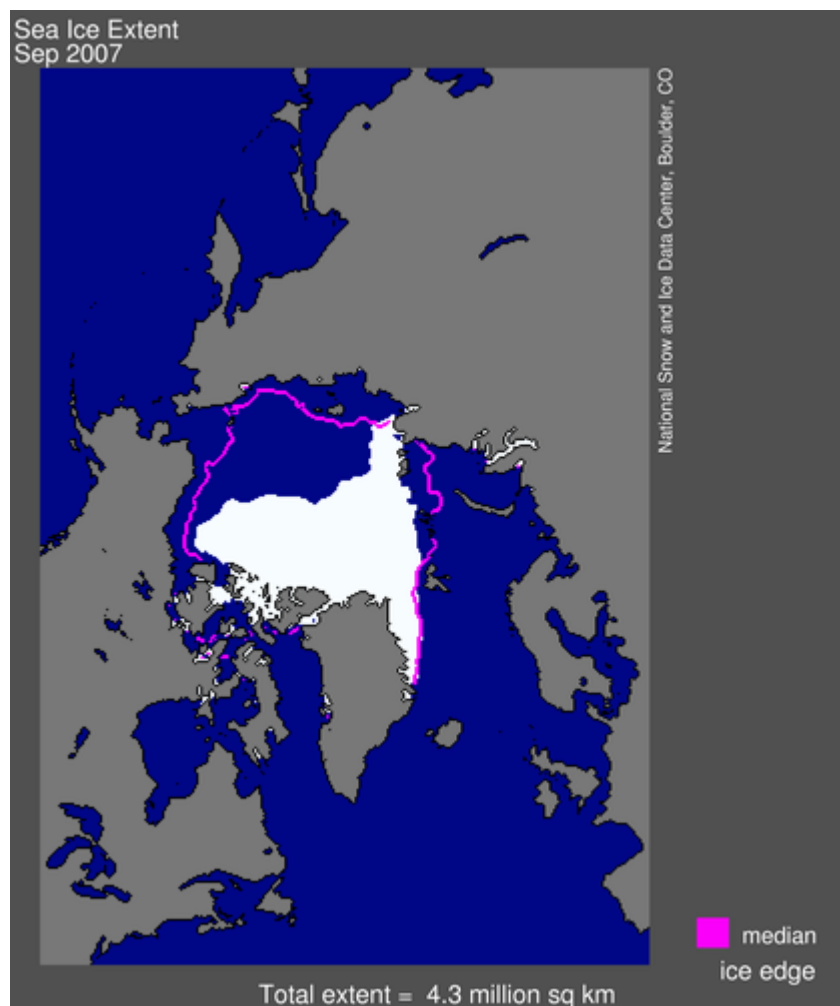 Sea Ice Extent
Sep 2007
National Snow and Ice Data Center, Boulder, CO
median
ice edge
Total extent = 4.3 million sq km